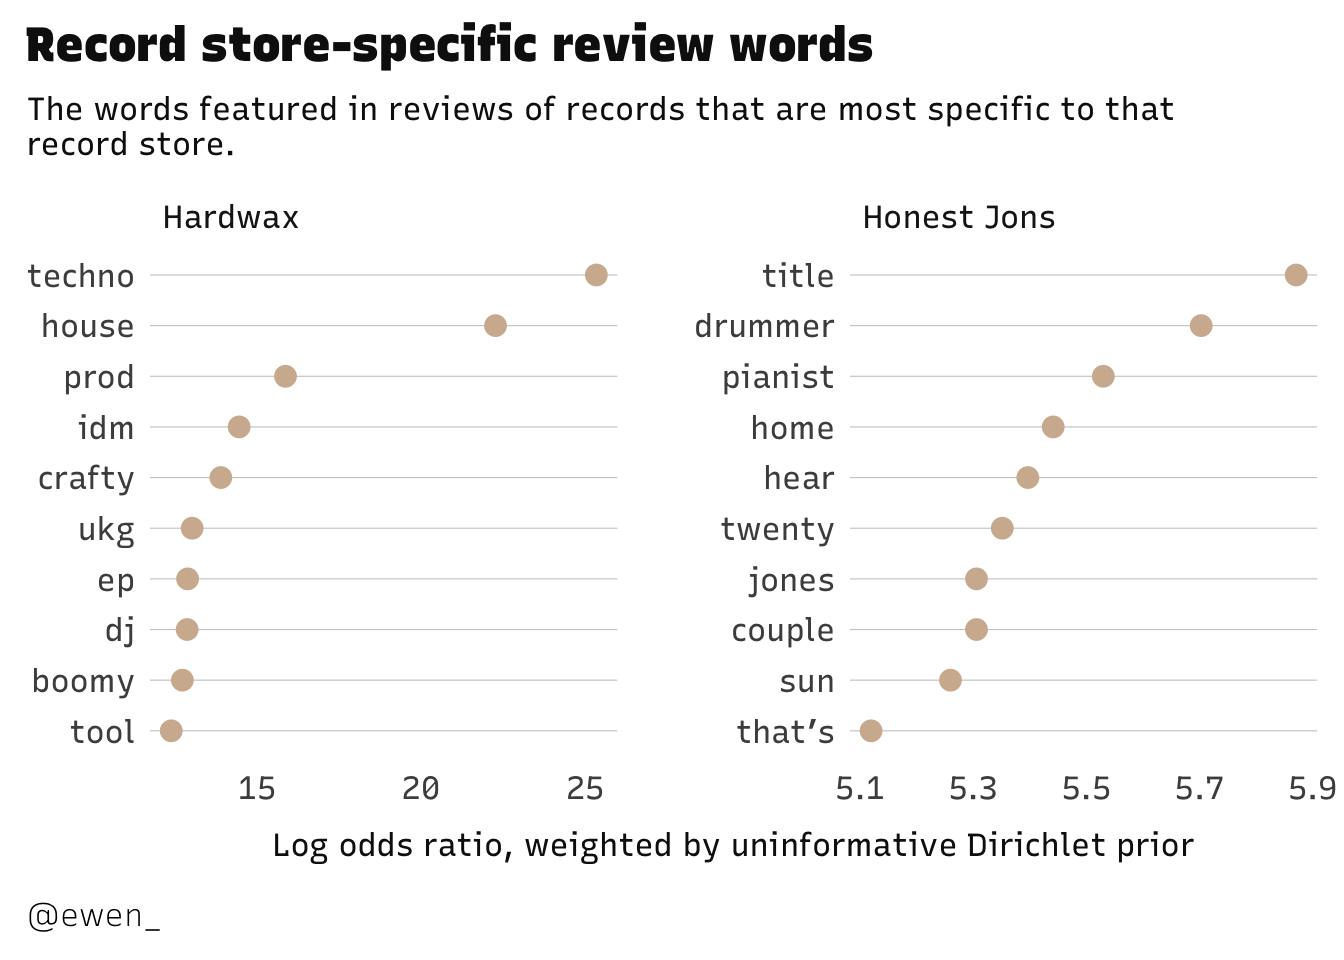 Record store-specific review words
The words featured in reviews of records that are most specific to that
record store.
Hardwax
techno
house
prod
idm
crafty
ukg
ep
dj
boomy
tool
15 20 25
Honest Jons
title
drummer
pianist
home
hear
twenty
jones
couple
sun
that’s
5.1 5.3 5.5 5.7 5.9
Log odds ratio, weighted by uninformative Dirichlet prior
@ewen_